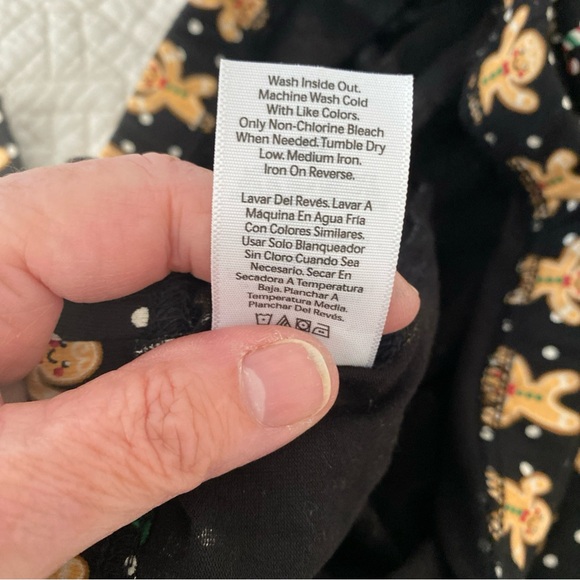 Wash Inside Out.
Machine Wash Cold
With Like Colors.
Only Non-Chlorine Bleach
When Needed. Tumble Dry
Low. Medium Iron.
Iron On Reverse.
Lavar Del Revés. Lavar A
Máquina En Agua Fría
Con Colores Similares.
Usar Solo Blanqueador
Sin Cloro Cuando Sea
Necesario. Secar En
Secadora A Temperatura
Baja. Planchar A
Temperatura Media.
Planchar Del Revés.